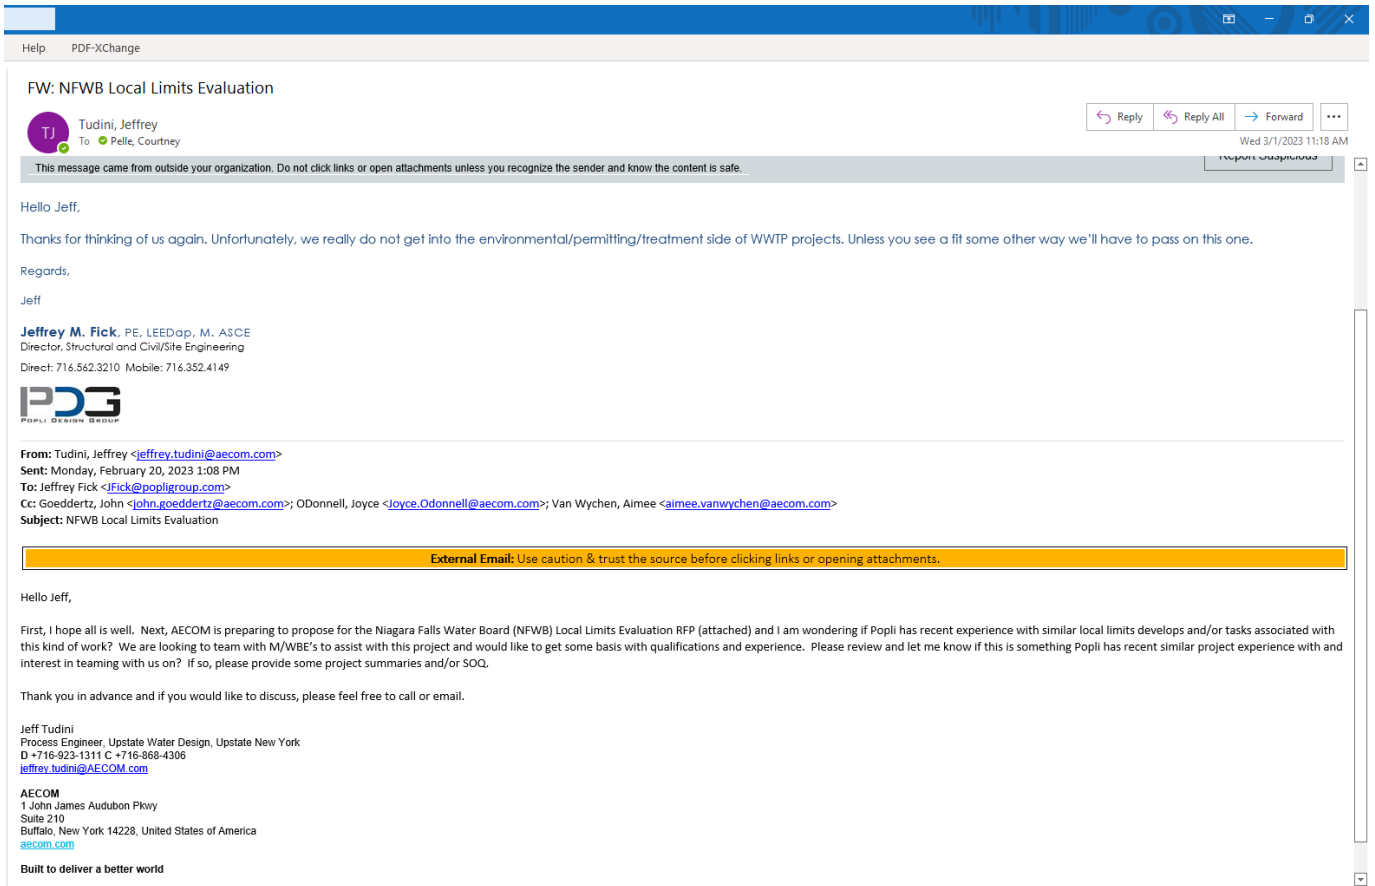 Help PDF-XChange
FW: NFWB Local Limits Evaluation
TJ
Tudini, Jeffrey
To Pelle, Courtney
Reply Reply All Forward
Wed 3/1/2023 11:18 AM
This message came from outside your organization. Do not click links or open attachments unless you recognize the sender and know the content is safe.
Report Suspicious
Hello Jeff,
Thanks for thinking of us again. Unfortunately, we really do not get into the environmental/permitting/treatment side of WWTP projects. Unless you see a fit some other way we'll have to pass on this one.
Regards,
Jeff
Jeffrey M. Fick, PE, LEEDap, M. ASCE
Director, Structural and Civil/Site Engineering
Direct: 716.562.3210 Mobile: 716.352.4149
PDG
POPLI DESIGN GROUP
From: Tudini, Jeffrey <jeffrey.tudini@aecom.com>
Sent: Monday, February 20, 2023 1:08 PM
To: Jeffrey Fick <JFick@popligroup.com>
Cc: Goeddertz, John <john.goeddertz@aecom.com>; ODonnell, Joyce <Joyce.Odonnell@aecom.com>; Van Wychen, Aimee <aimee.vanwychen@aecom.com>
Subject: NFWB Local Limits Evaluation
External Email: Use caution & trust the source before clicking links or opening attachments.
Hello Jeff,
First, I hope all is well. Next, AECOM is preparing to propose for the Niagara Falls Water Board (NFWB) Local Limits Evaluation RFP (attached) and I am wondering if Popli has recent experience with similar local limits develops and/or tasks associated with
this kind of work? We are looking to team with M/WBE's to assist with this project and would like to get some basis with qualifications and experience. Please review and let me know if this is something Popli has recent similar project experience with and
interest in teaming with us on? If so, please provide some project summaries and/or SOQ.
Thank you in advance and if you would like to discuss, please feel free to call or email.
Jeff Tudini
Process Engineer, Upstate Water Design, Upstate New York
D +716-923-1311 C +716-868-4306
jeffrey.tudini@AECOM.com
AECOM
1 John James Audubon Pkwy
Suite 210
Buffalo, New York 14228, United States of America
aecom.com
Built to deliver a better world